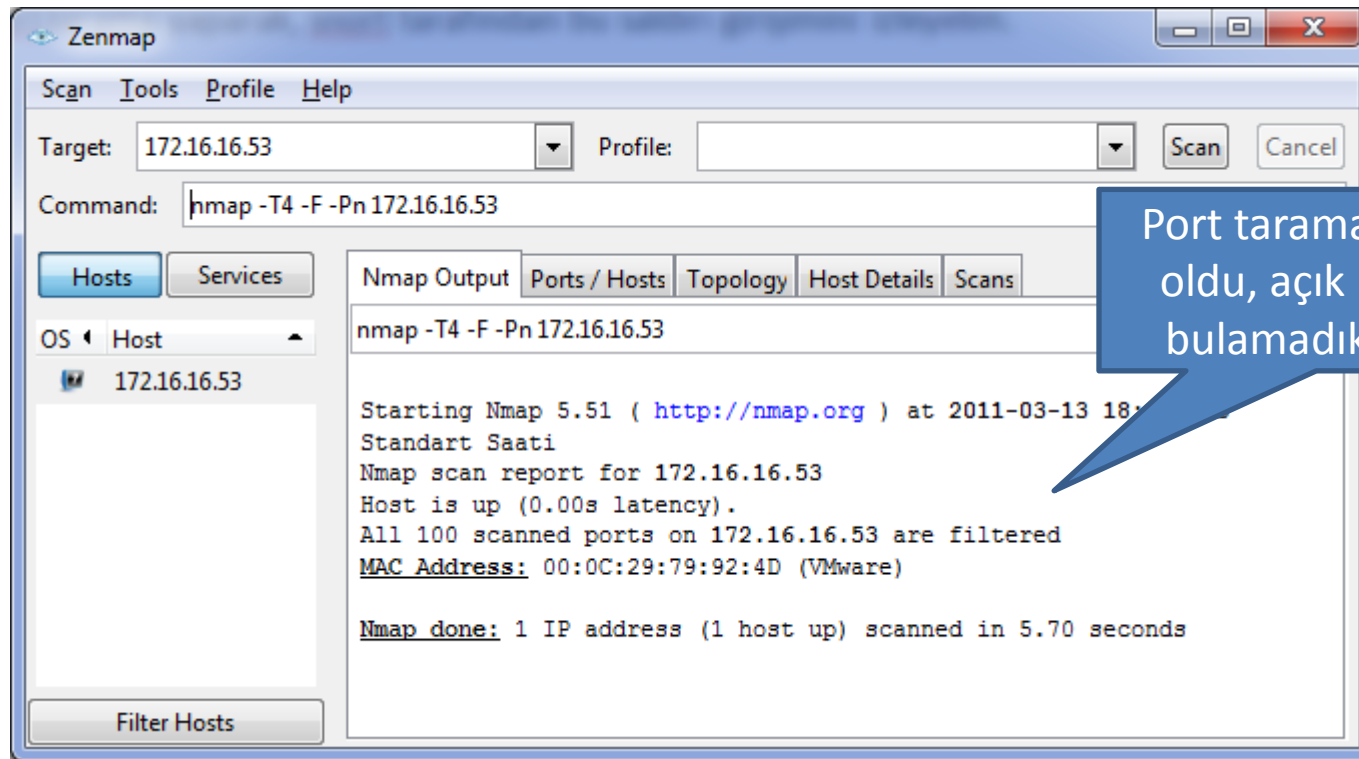 Zenmap
Scan Tools Profile Help
Target: 172.16.16.53 Profile: Scan Cancel
Command: nmap -T4 -F -Pn 172.16.16.53
Port tarama
oldu, açık
bulamadık
Hosts Services
Nmap Output Ports / Hosts Topology Host Details Scans
OS Host
172.16.16.53
nmap -T4 -F -Pn 172.16.16.53
Starting Nmap 5.51 ( http://nmap.org ) at 2011-03-13 18:
Standart Saati
Nmap scan report for 172.16.16.53
Host is up (0.00s latency).
All 100 scanned ports on 172.16.16.53 are filtered
MAC Address: 00:0C:29:79:92:4D (VMware)
Nmap done: 1 IP address (1 host up) scanned in 5.70 seconds
Filter Hosts